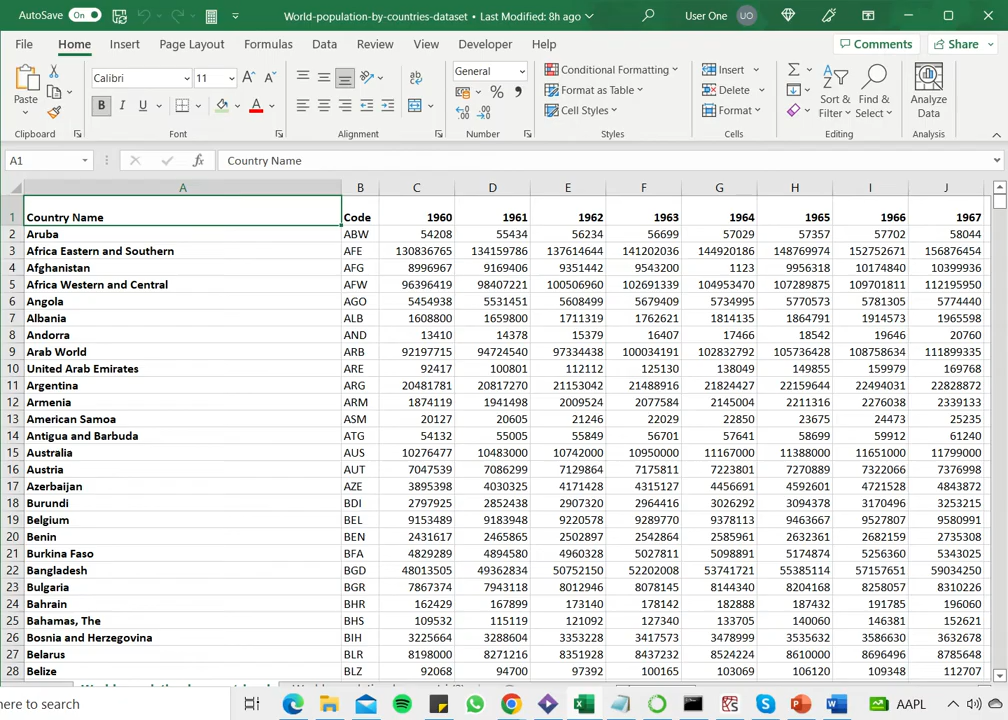 AutoSave On World-population-by-countries-dataset • Last Modified: 8h ago User One UO
File Home Insert Page Layout Formulas Data Review View Developer Help Comments Share
Paste Calibri 11 General Conditional Formatting Format as Table Cell Styles Insert Delete Format Sort & Filter Find & Select Analyze Data
Clipboard Font Alignment Number Styles Cells Editing Analysis
A1 fx Country Name
A B C D E F G H I J
1 Country Name Code 1960 1961 1962 1963 1964 1965 1966 1967
2 Aruba ABW 54208 55434 56234 56699 57029 57357 57702 58044
3 Africa Eastern and Southern AFE 130836765 134159786 137614644 141202036 144920186 148769974 152752671 156876454
4 Afghanistan AFG 8996967 9169406 9351442 9543200 1123 9956318 10174840 10399936
5 Africa Western and Central AFW 96396419 98407221 100506960 102691339 104953470 107289875 109701811 112195950
6 Angola AGO 5454938 5531451 5608499 5679409 5734995 5770573 5781305 5774440
7 Albania ALB 1608800 1659800 1711319 1762621 1814135 1864791 1914573 1965598
8 Andorra AND 13410 14378 15379 16407 17466 18542 19646 20760
9 Arab World ARB 92197715 94724540 97334438 100034191 102832792 105736428 108758634 111899335
10 United Arab Emirates ARE 92417 100801 112112 125130 138049 149855 159979 169768
11 Argentina ARG 20481781 20817270 21153042 21488916 21824427 22159644 22494031 22828872
12 Armenia ARM 1874119 1941498 2009524 2077584 2145004 2211316 2276038 2339133
13 American Samoa ASM 20127 20605 21246 22029 22850 23675 24473 25235
14 Antigua and Barbuda ATG 54132 55005 55849 56701 57641 58699 59912 61240
15 Australia AUS 10276477 10483000 10742000 10950000 11167000 11388000 11651000 11799000
16 Austria AUT 7047539 7086299 7129864 7175811 7223801 7270889 7322066 7376998
17 Azerbaijan AZE 3895398 4030325 4171428 4315127 4456691 4592601 4721528 4843872
18 Burundi BDI 2797925 2852438 2907320 2964416 3026292 3094378 3170496 3253215
19 Belgium BEL 9153489 9183948 9220578 9289770 9378113 9463667 9527807 9580991
20 Benin BEN 2431617 2465865 2502897 2542864 2585961 2632361 2682159 2735308
21 Burkina Faso BFA 4829289 4894580 4960328 5027811 5098891 5174874 5256360 5343025
22 Bangladesh BGD 48013505 49362834 50752150 52202008 53741721 55385114 57157651 59034250
23 Bulgaria BGR 7867374 7943118 8012946 8078145 8144340 8204168 8258057 8310226
24 Bahrain BHR 162429 167899 173140 178142 182888 187432 191785 196060
25 Bahamas, The BHS 109532 115119 121092 127340 133705 140060 146381 152621
26 Bosnia and Herzegovina BIH 3225664 3288604 3353228 3417573 3478999 3535632 3586630 3632678
27 Belarus BLR 8198000 8271216 8351928 8437232 8524224 8610000 8696496 8785648
28 Belize BLZ 92068 94700 97392 100165 103069 106120 109348 112707
here to search AAPL